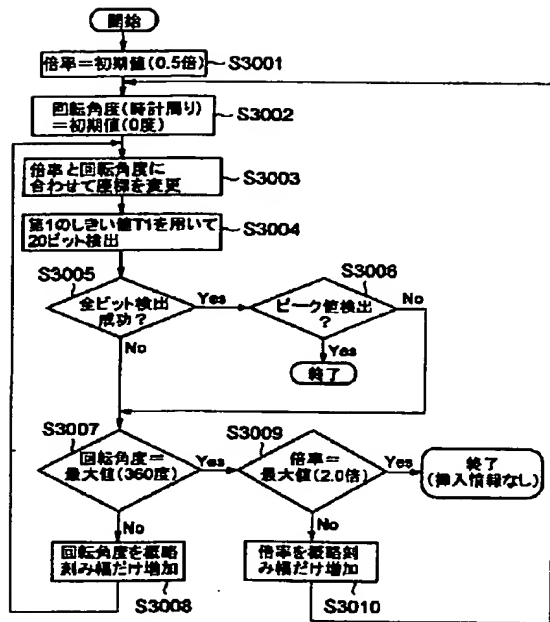 開始
倍率＝初期値(0.5倍)
S3001
回転角度(時計周り)
＝初期値(0度)
S3002
倍率と回転角度に
合わせて座標を変更
S3003
第1のしきい値T1を用いて
20ビット検出
S3004
S3005
全ビット検出
成功？
Yes
No
S3006
ピーク値検出
？
No
Yes
終了
S3007
回転角度＝
最大値(360度)
Yes
No
S3009
倍率＝
最大値(2.0倍)
Yes
No
終了
(挿入情報なし)
回転角度を概略
刻み幅だけ増加
S3008
倍率を概略刻
み幅だけ増加
S3010